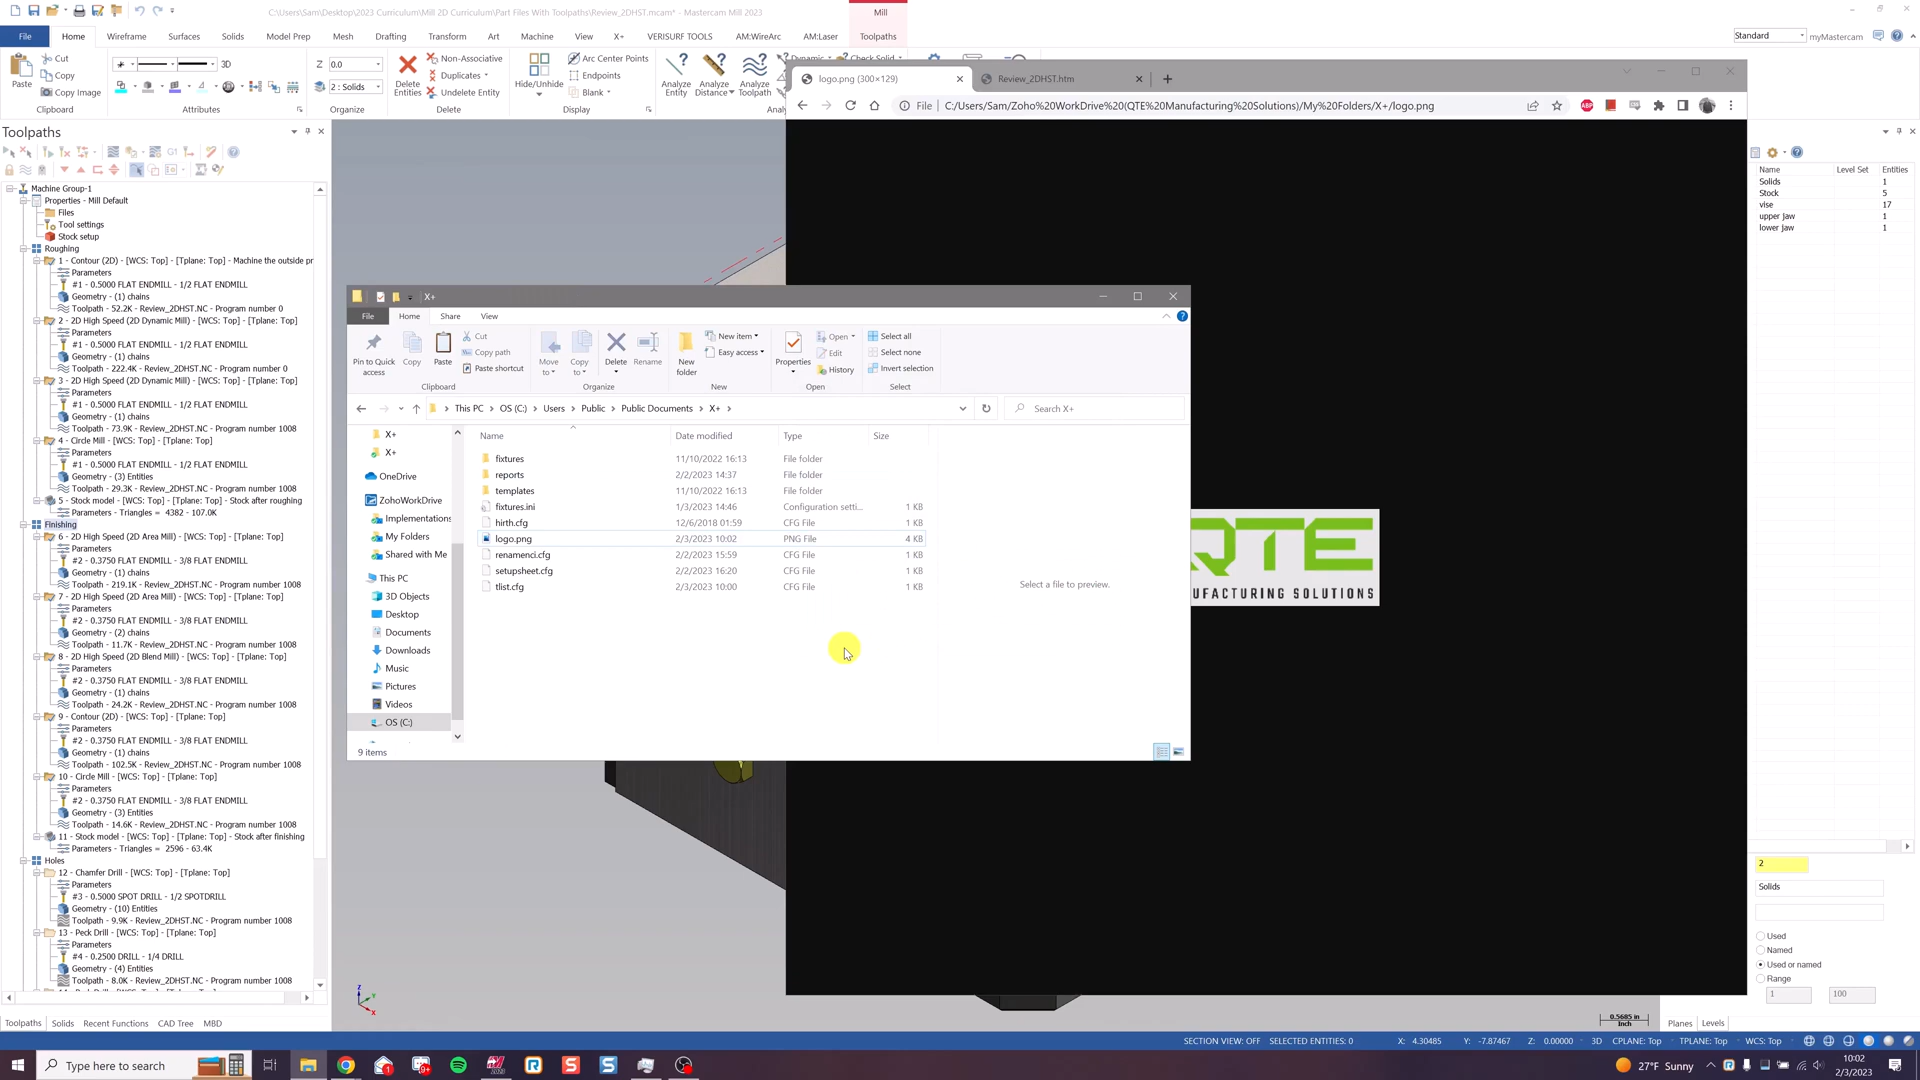 C:\Users\Sam\Desktop\2023 Curriculum\Mill 2D Curriculum\Part Files With Toolpaths\Review_2DHST.mcam* - Mastercam Mill 2023
Mill
File Home Wireframe Surfaces Solids Model Prep Mesh Drafting Art Transform Machine View X+ VERISURF TOOLS AM:WireArc AM:Laser Toolpaths
Standard myMastercam
Paste Cut Copy Copy Image Clipboard
3D Attributes
Z 0.0 2 : Solids Organize
Delete Entities Non-Associative Duplicates Undelete Entity Delete
Hide/Unhide Arc Center Points Endpoints Blank Display
Analyze Entity Analyze Distance Analyze Toolpath
Toolpaths
Machine Group-1
Properties - Mill Default
Files
Tool settings
Stock setup
Roughing
1 - Contour (2D) - [WCS: Top] - [Tplane: Top] - Machine the outside pr
Parameters
#1 - 0.5000 FLAT ENDMILL - 1/2 FLAT ENDMILL
Geometry - (1) chains
Toolpath - 52.2K - Review_2DHST.NC - Program number 0
2 - 2D High Speed (2D Dynamic Mill) - [WCS: Top] - [Tplane: Top]
Parameters
#1 - 0.5000 FLAT ENDMILL - 1/2 FLAT ENDMILL
Geometry - (1) chains
Toolpath - 222.4K - Review_2DHST.NC - Program number 0
3 - 2D High Speed (2D Dynamic Mill) - [WCS: Top] - [Tplane: Top]
Parameters
#1 - 0.5000 FLAT ENDMILL - 1/2 FLAT ENDMILL
Geometry - (1) chains
Toolpath - 73.9K - Review_2DHST.NC - Program number 1008
4 - Circle Mill - [WCS: Top] - [Tplane: Top]
Parameters
#1 - 0.5000 FLAT ENDMILL - 1/2 FLAT ENDMILL
Geometry - (3) Entities
Toolpath - 29.3K - Review_2DHST.NC - Program number 1008
5 - Stock model - [WCS: Top] - [Tplane: Top] - Stock after roughing
Parameters - Triangles = 4382 - 107.0K
Finishing
6 - 2D High Speed (2D Area Mill) - [WCS: Top] - [Tplane: Top]
Parameters
#2 - 0.3750 FLAT ENDMILL - 3/8 FLAT ENDMILL
Geometry - (1) chains
Toolpath - 219.1K - Review_2DHST.NC - Program number 1008
7 - 2D High Speed (2D Area Mill) - [WCS: Top] - [Tplane: Top]
Parameters
#2 - 0.3750 FLAT ENDMILL - 3/8 FLAT ENDMILL
Geometry - (2) chains
Toolpath - 11.7K - Review_2DHST.NC - Program number 1008
8 - 2D High Speed (2D Blend Mill) - [WCS: Top] - [Tplane: Top]
Parameters
#2 - 0.3750 FLAT ENDMILL - 3/8 FLAT ENDMILL
Geometry - (1) chains
Toolpath - 24.2K - Review_2DHST.NC - Program number 1008
9 - Contour (2D) - [WCS: Top] - [Tplane: Top]
Parameters
#2 - 0.3750 FLAT ENDMILL - 3/8 FLAT ENDMILL
Geometry - (1) chains
Toolpath - 102.5K - Review_2DHST.NC - Program number 1008
10 - Circle Mill - [WCS: Top] - [Tplane: Top]
Parameters
#2 - 0.3750 FLAT ENDMILL - 3/8 FLAT ENDMILL
Geometry - (3) Entities
Toolpath - 14.6K - Review_2DHST.NC - Program number 1008
11 - Stock model - [WCS: Top] - [Tplane: Top] - Stock after finishing
Parameters - Triangles = 2596 - 63.4K
Holes
12 - Chamfer Drill - [WCS: Top] - [Tplane: Top]
Parameters
#3 - 0.5000 SPOT DRILL - 1/2 SPOTDRILL
Geometry - (10) Entities
Toolpath - 9.9K - Review_2DHST.NC - Program number 1008
13 - Peck Drill - [WCS: Top] - [Tplane: Top]
Parameters
#4 - 0.2500 DRILL - 1/4 DRILL
Geometry - (4) Entities
Toolpath - 8.0K - Review_2DHST.NC - Program number 1008
Toolpaths Solids Recent Functions CAD Tree MBD
logo.png (300×129)
Review_2DHST.htm
File | C:/Users/Sam/Zoho%20WorkDrive%20(QTE%20Manufacturing%20Solutions)/My%20Folders/X+/logo.png
ABP
QTE
UFACTURING SOLUTIONS
X+
File Home Share View
Pin to Quick access Copy Paste Cut Copy path Paste shortcut
Move to Copy to Delete Rename
New folder New item Easy access
Properties Open Edit History
Select all Select none Invert selection
Clipboard Organize New Open Select
This PC OS (C:) Users Public Public Documents X+
Search X+
Name Date modified Type Size
fixtures 11/10/2022 16:13 File folder
reports 2/2/2023 14:37 File folder
templates 11/10/2022 16:13 File folder
fixtures.ini 1/3/2023 14:46 Configuration setti... 1 KB
hirth.cfg 12/6/2018 01:59 CFG File 1 KB
logo.png 2/3/2023 10:02 PNG File 4 KB
renamenci.cfg 2/2/2023 15:59 CFG File 1 KB
setupsheet.cfg 2/2/2023 16:20 CFG File 1 KB
tlist.cfg 2/3/2023 10:00 CFG File 1 KB
X+
X+
OneDrive
ZohoWorkDrive
Implementations
My Folders
Shared with Me
This PC
3D Objects
Desktop
Documents
Downloads
Music
Pictures
Videos
OS (C:)
Select a file to preview.
9 items
Name Level Set Entities
Solids 1
Stock 5
vise 17
upper jaw 1
lower jaw 1
2
Solids
Used
Named
Used or named
Range
1 100
Planes Levels
Z Y X
0.5685 in
Inch
SECTION VIEW: OFF SELECTED ENTITIES: 0 X: 4.30485 Y: -7.87467 Z: 0.00000 3D CPLANE: Top TPLANE: Top WCS: Top
Type here to search
27°F Sunny
10:02
2/3/2023